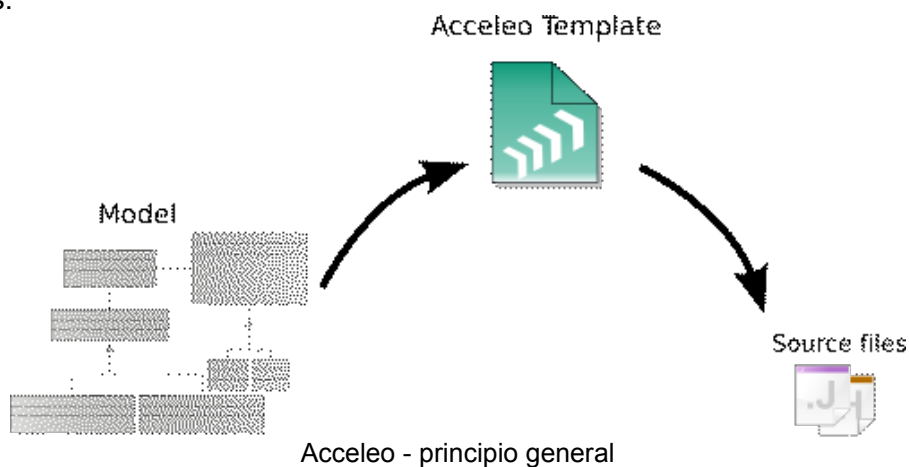 s.
Acceleo Template
Model
Source files
.J H
Acceleo - principio general